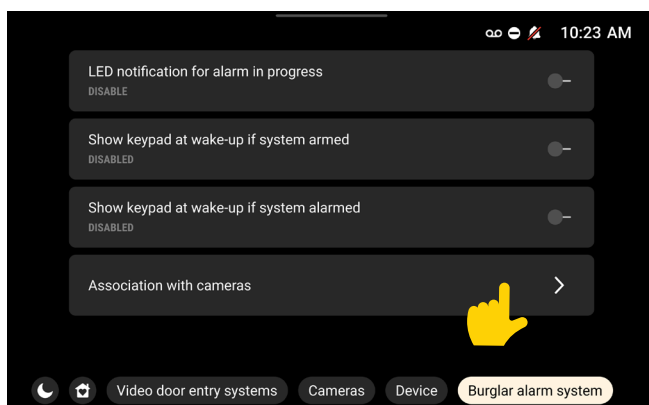 10:23 AM
LED notification for alarm in progress
DISABLE
Show keypad at wake-up if system armed
DISABLED
Show keypad at wake-up if system alarmed
DISABLED
Association with cameras
Video door entry systems Cameras Device Burglar alarm system